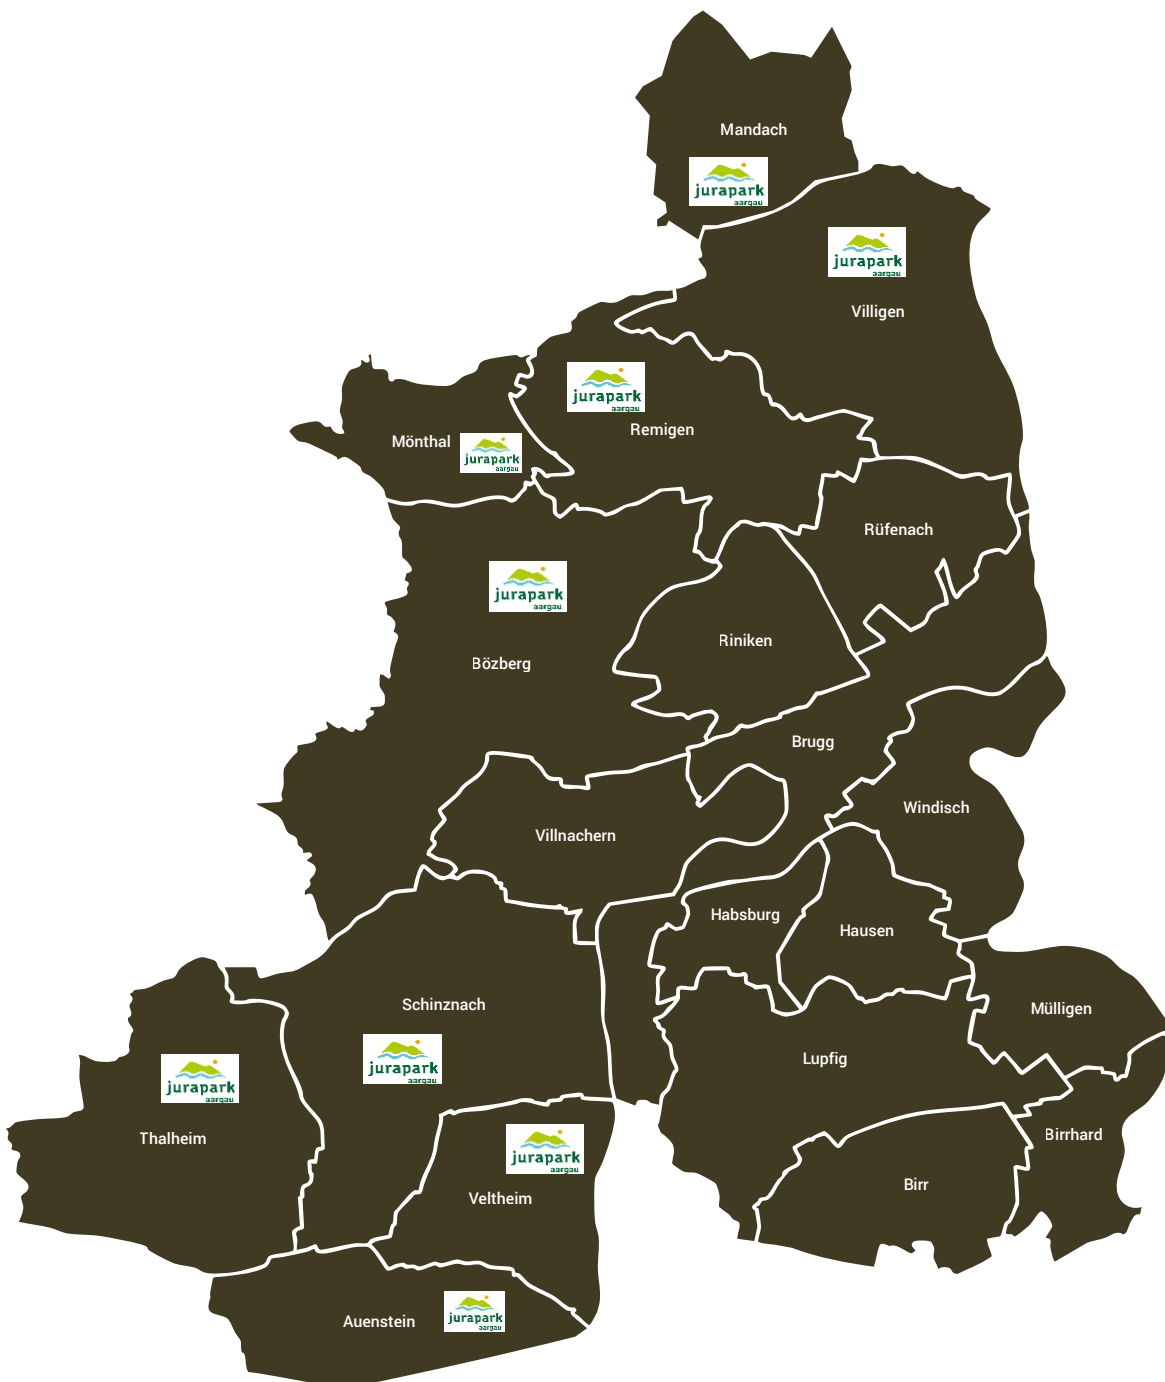 Mandach
jurapark
aargau
jurapark
aargau
Villigen
jurapark
aargau
Remigen
Mönthal
jurapark
aargau
Rüfenach
jurapark
aargau
Riniken
Bözberg
Brugg
Windisch
Villnachern
Habsburg
Hausen
Schinznach
Mülligen
jurapark
aargau
Lupfig
jurapark
aargau
Thalheim
Birrhard
jurapark
aargau
Veltheim
Birr
Auenstein
jurapark
aargau